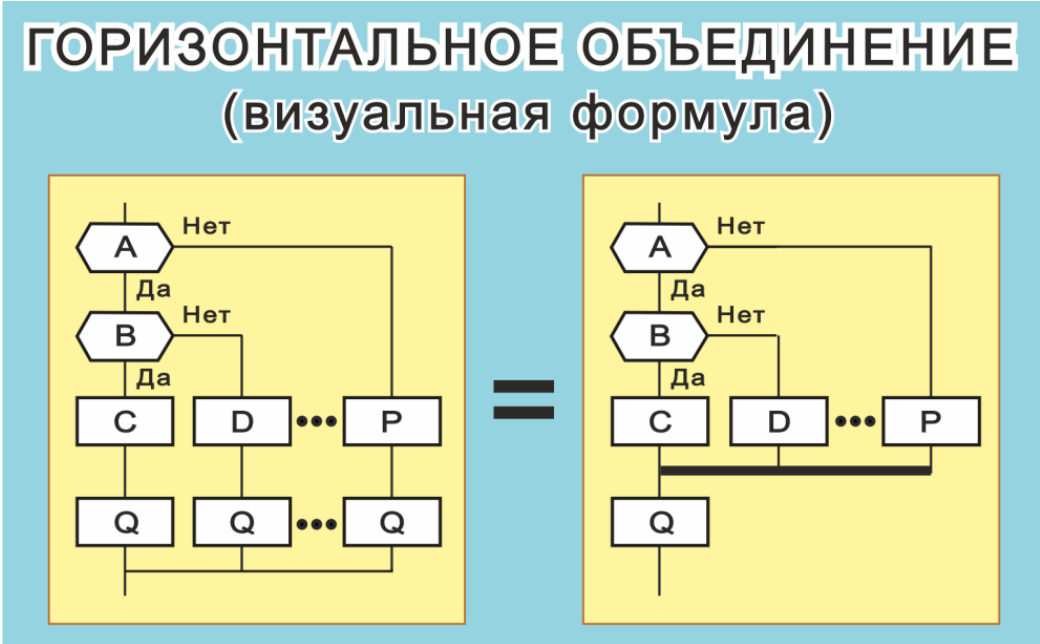 ГОРИЗОНТАЛЬНОЕ ОБЪЕДИНЕНИЕ
(визуальная формула)
A Нет
Да
B Нет
Да
C D ••• P
Q Q ••• Q
=
A Нет
Да
B Нет
Да
C D ••• P
Q